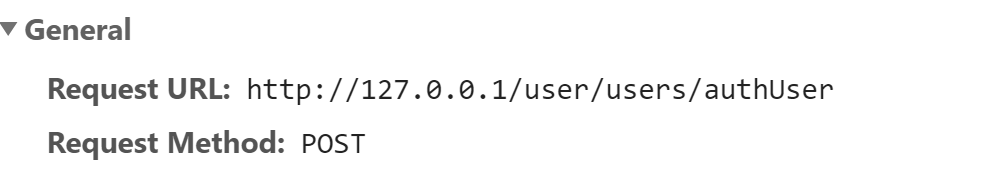 General
Request URL: http://127.0.0.1/user/users/authUser
Request Method: POST